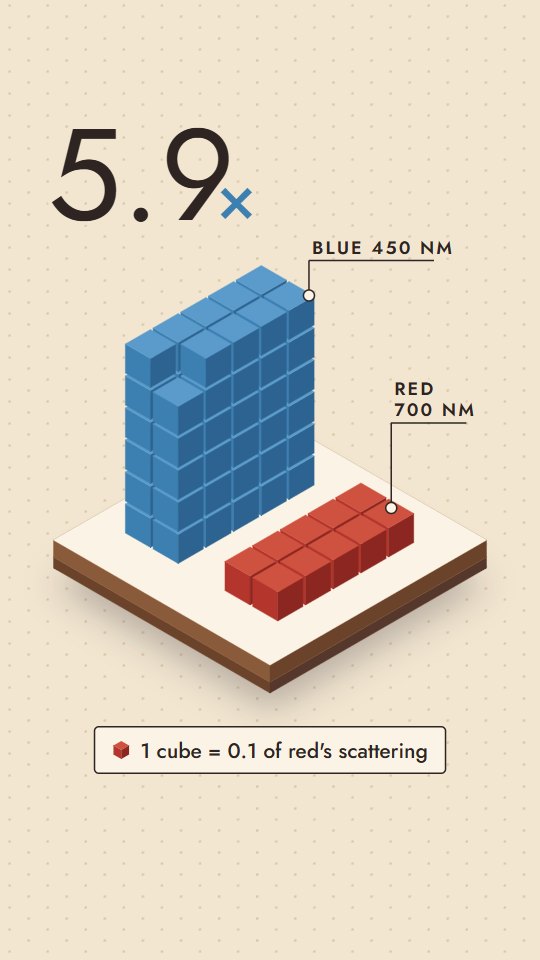 5.9×
BLUE 450 NM
RED
700 NM
1 cube = 0.1 of red's scattering